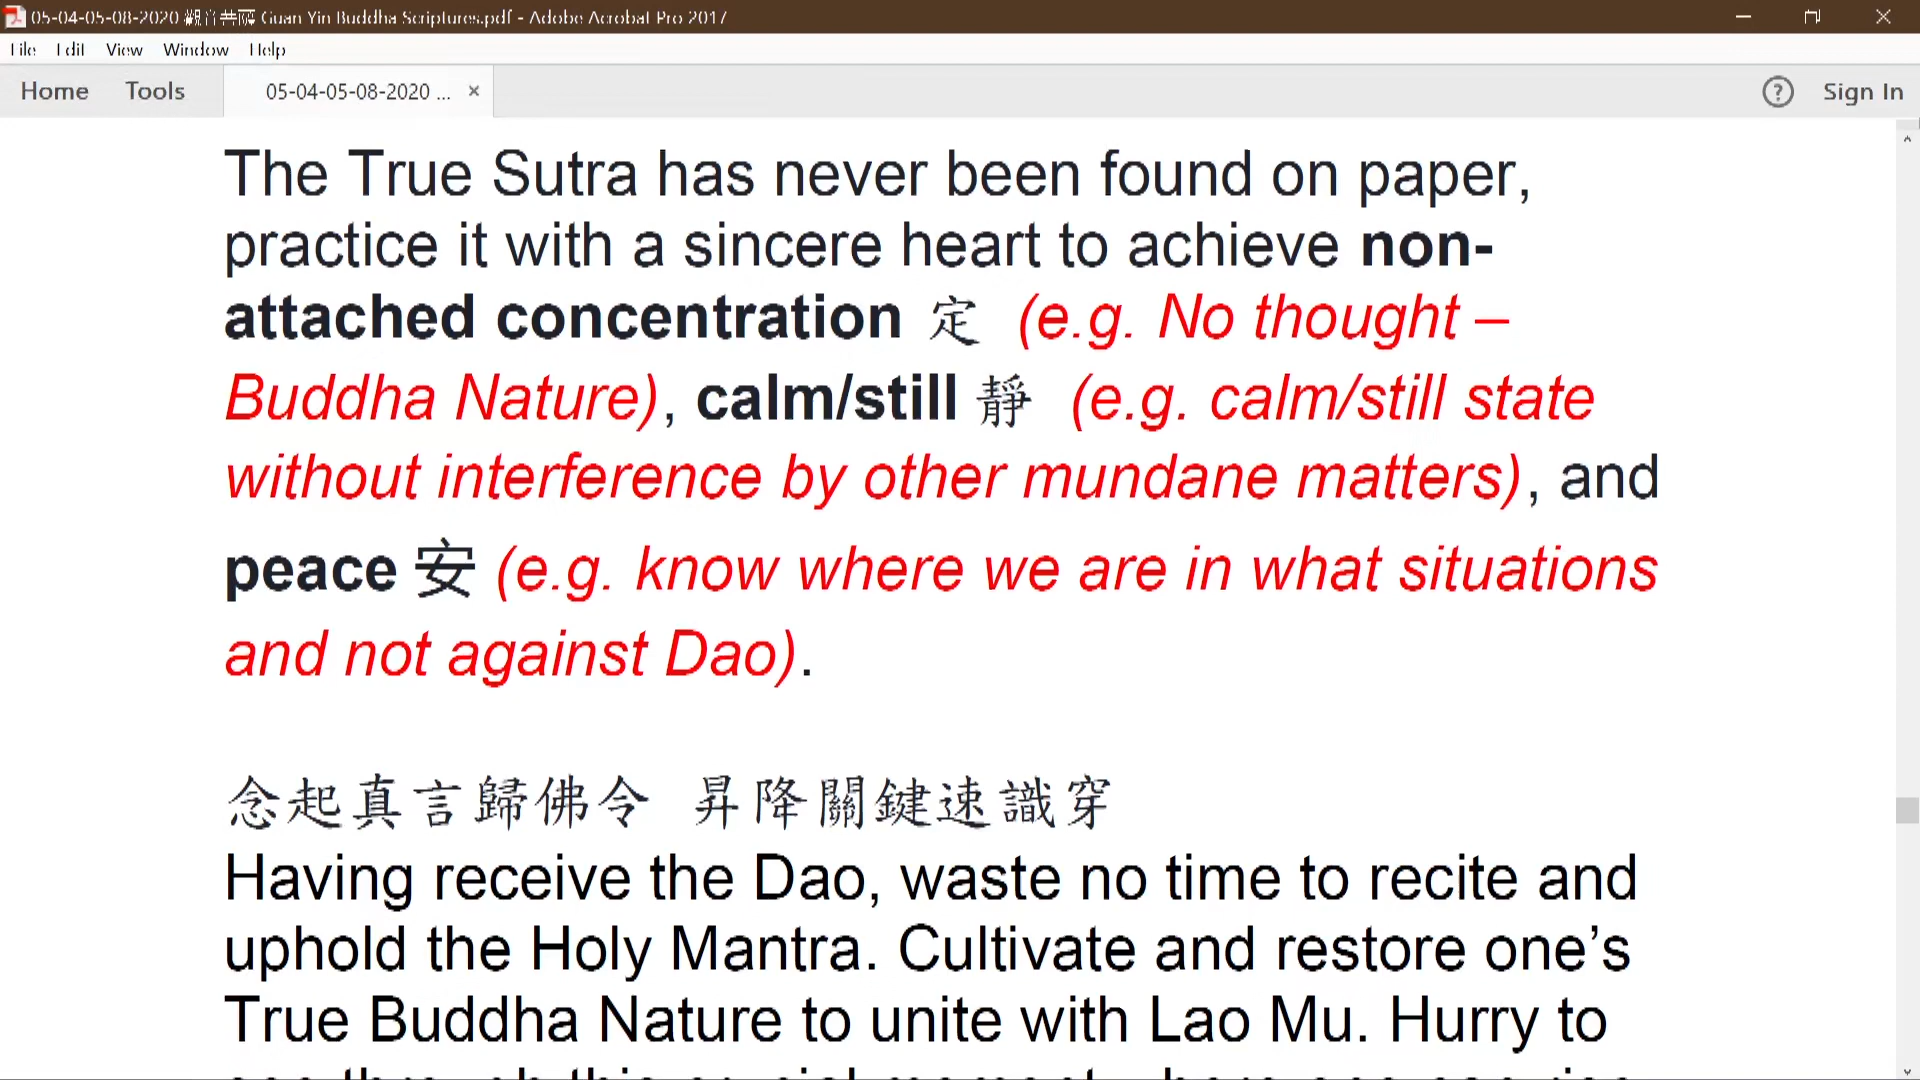 05-04-05-08-2020 觀音菩薩 Guan Yin Buddha Scriptures.pdf - Adobe Acrobat Pro 2017
File Edit View Window Help
Home Tools 05-04-05-08-2020 ... × ? Sign In
The True Sutra has never been found on paper,
practice it with a sincere heart to achieve non-
attached concentration 定 (e.g. No thought –
Buddha Nature), calm/still 靜 (e.g. calm/still state
without interference by other mundane matters), and
peace 安 (e.g. know where we are in what situations
and not against Dao).
念起真言歸佛令 昇降關鍵速識穿
Having receive the Dao, waste no time to recite and
uphold the Holy Mantra. Cultivate and restore one’s
True Buddha Nature to unite with Lao Mu. Hurry to